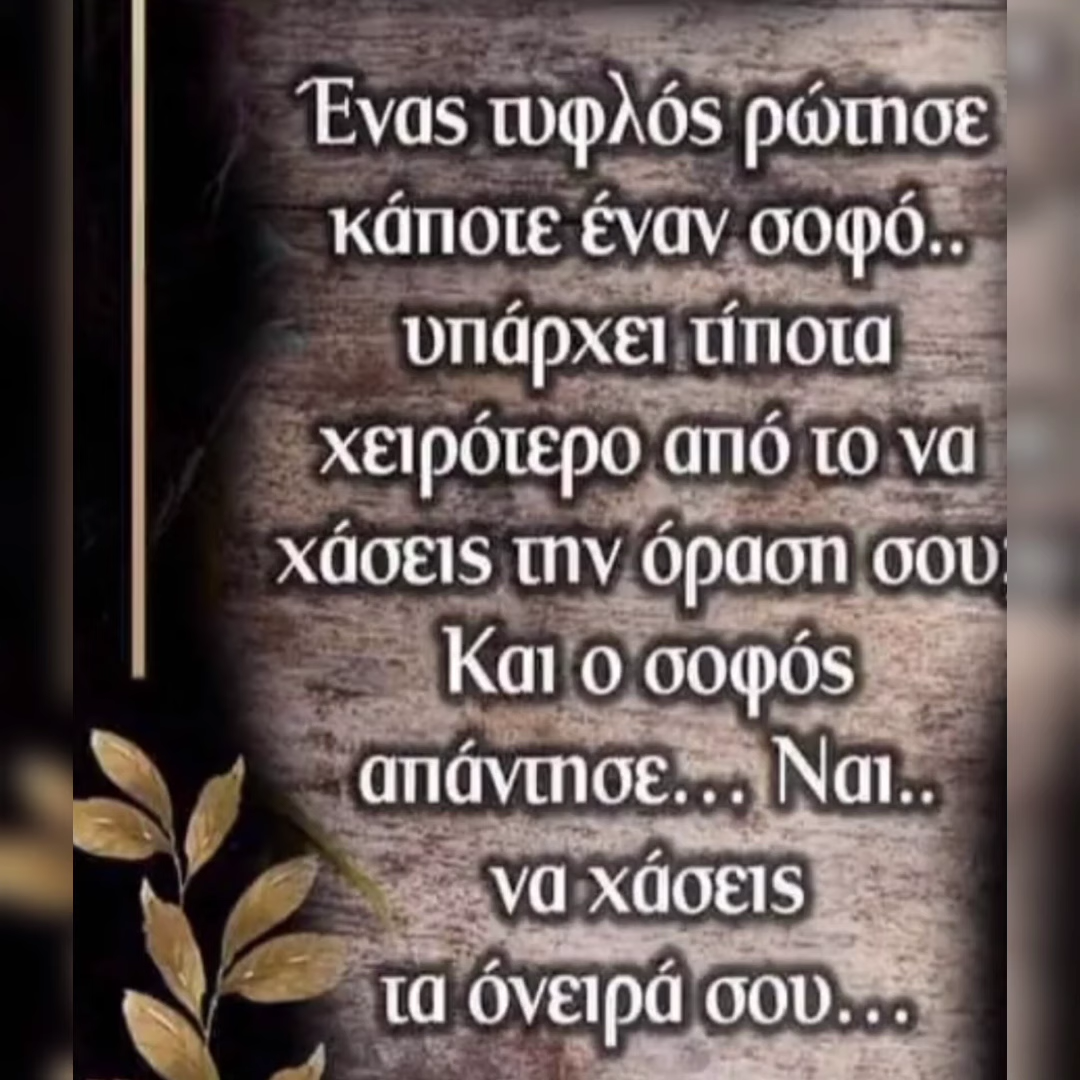 Ένας τυφλός ρώτησε
κάποτε έναν σοφό..
υπάρχει τίποτα
χειρότερο από το να
χάσεις την όραση σου;
Και ο σοφός
απάντησε... Ναι..
να χάσεις
τα όνειρά σου...